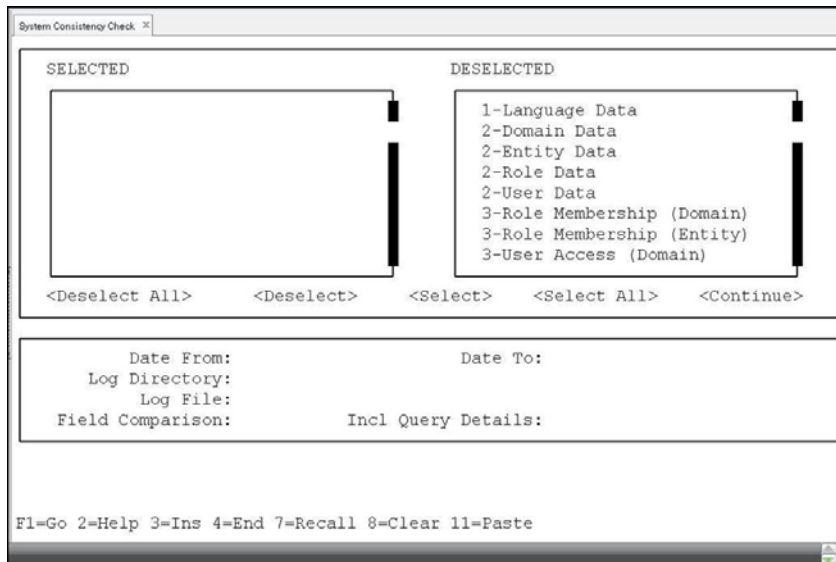 System Consistency Check ×
SELECTED DESELECTED
1-Language Data
2-Domain Data
2-Entity Data
2-Role Data
2-User Data
3-Role Membership (Domain)
3-Role Membership (Entity)
3-User Access (Domain)
<Deselect All> <Deselect> <Select> <Select All> <Continue>
Date From: Date To:
Log Directory:
Log File:
Field Comparison: Incl Query Details:
F1=Go 2=Help 3=Ins 4=End 7=Recall 8=Clear 11=Paste